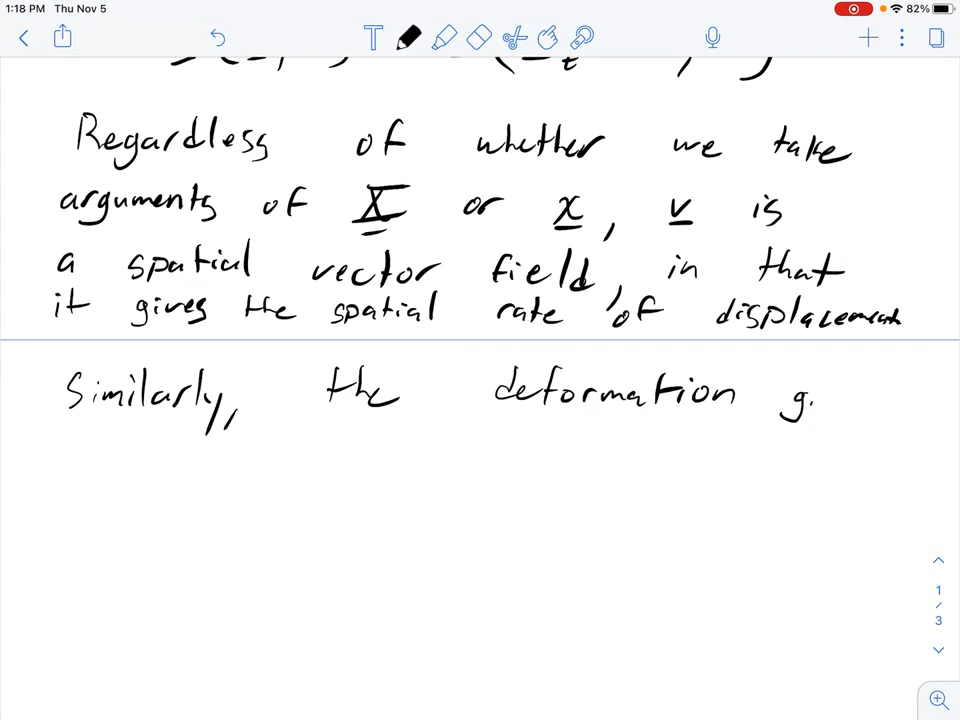 1:18 PM Thu Nov 5
82%
Regardless of whether we take
arguments of X or x, v is
a spatial vector field, in that
it gives the spatial rate of displacement
Similarly, the deformation g
1
/
3